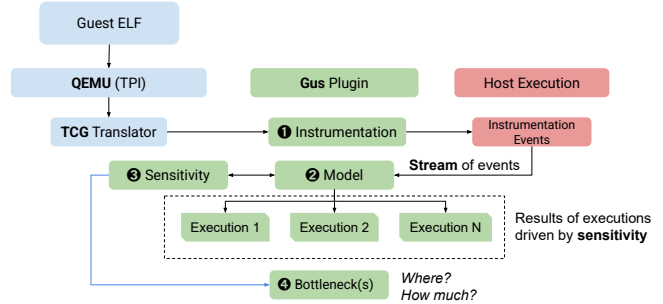 Guest ELF
QEMU (TPI)
Gus Plugin
Host Execution
TCG Translator
❶ Instrumentation
Instrumentation
Events
Stream of events
❸ Sensitivity
❷ Model
Execution 1
Execution 2
Execution N
Results of executions
driven by sensitivity
❹ Bottleneck(s)
Where?
How much?